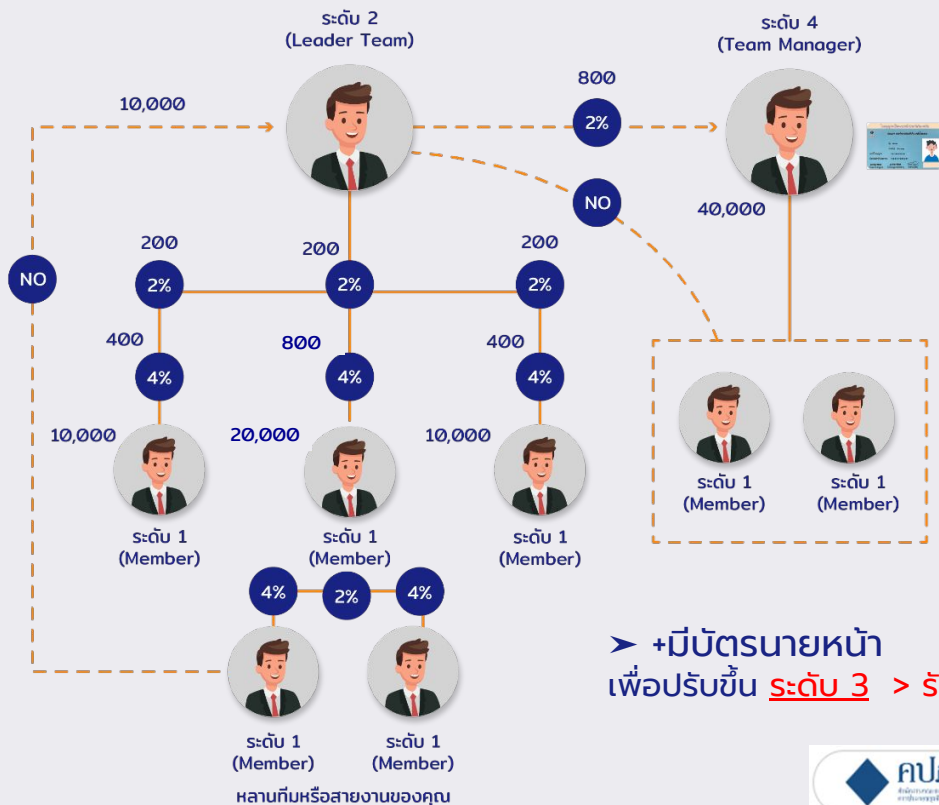 ระดับ 2
(Leader Team)
ระดับ 4
(Team Manager)
10,000
800
2%
NO
40,000
NO
200
200
200
2%
2%
2%
400
800
400
4%
4%
4%
10,000
20,000
10,000
ระดับ 1
(Member)
ระดับ 1
(Member)
ระดับ 1
(Member)
ระดับ 1
(Member)
ระดับ 1
(Member)
4%
2%
4%
ระดับ 1
(Member)
ระดับ 1
(Member)
หลานทีมหรือสายงานของคุณ
➤ +มีบัตรนายหน้า
เพื่อปรับขึ้น ระดับ 3 > รั